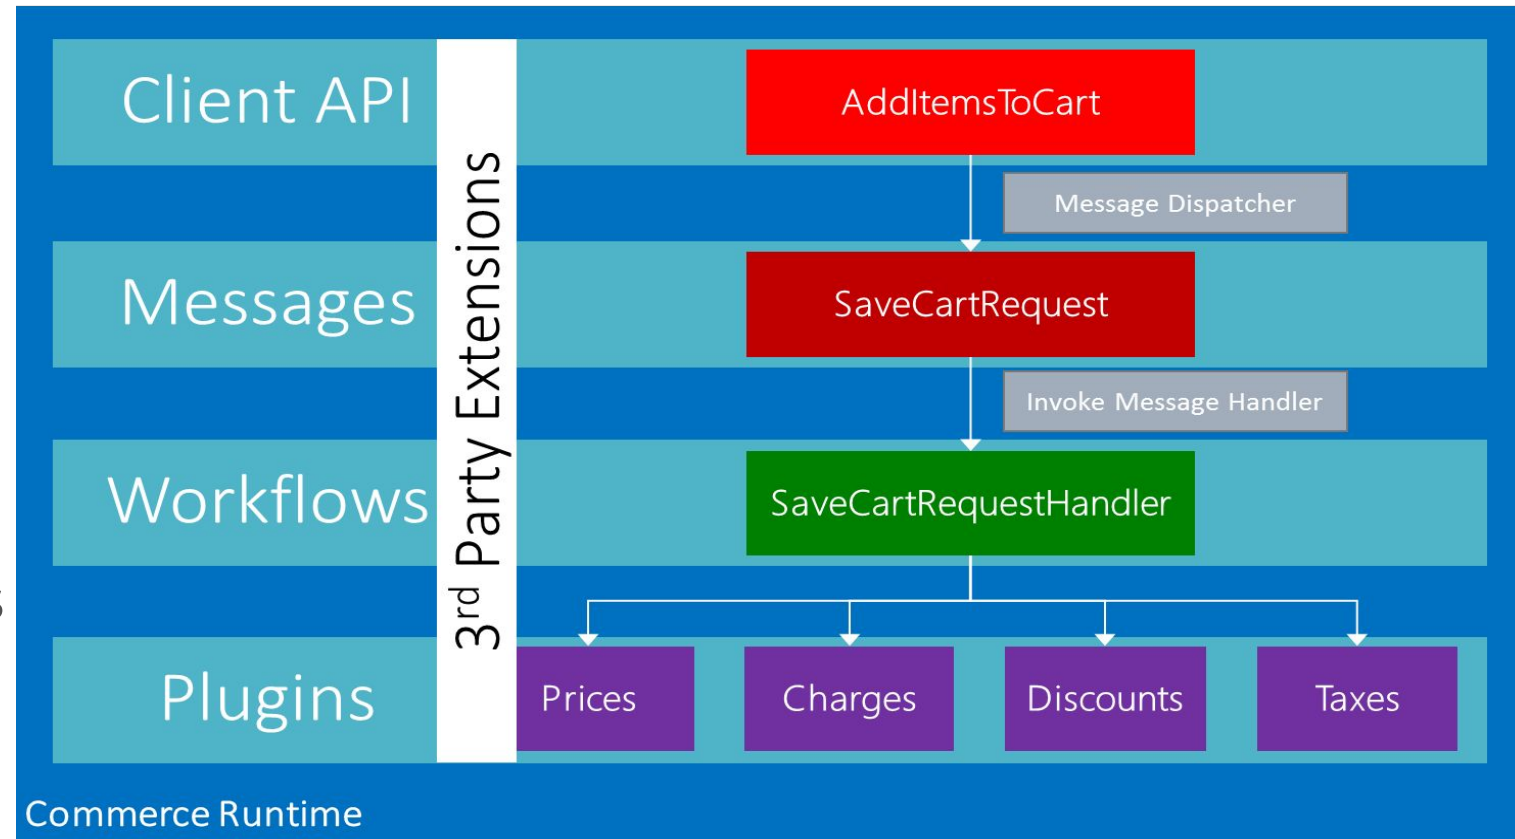 Client API
AddItemsToCart
Message Dispatcher
Messages
SaveCartRequest
Invoke Message Handler
Workflows
SaveCartRequestHandler
3rd Party Extensions
s
Plugins
Prices
Charges
Discounts
Taxes
Commerce Runtime